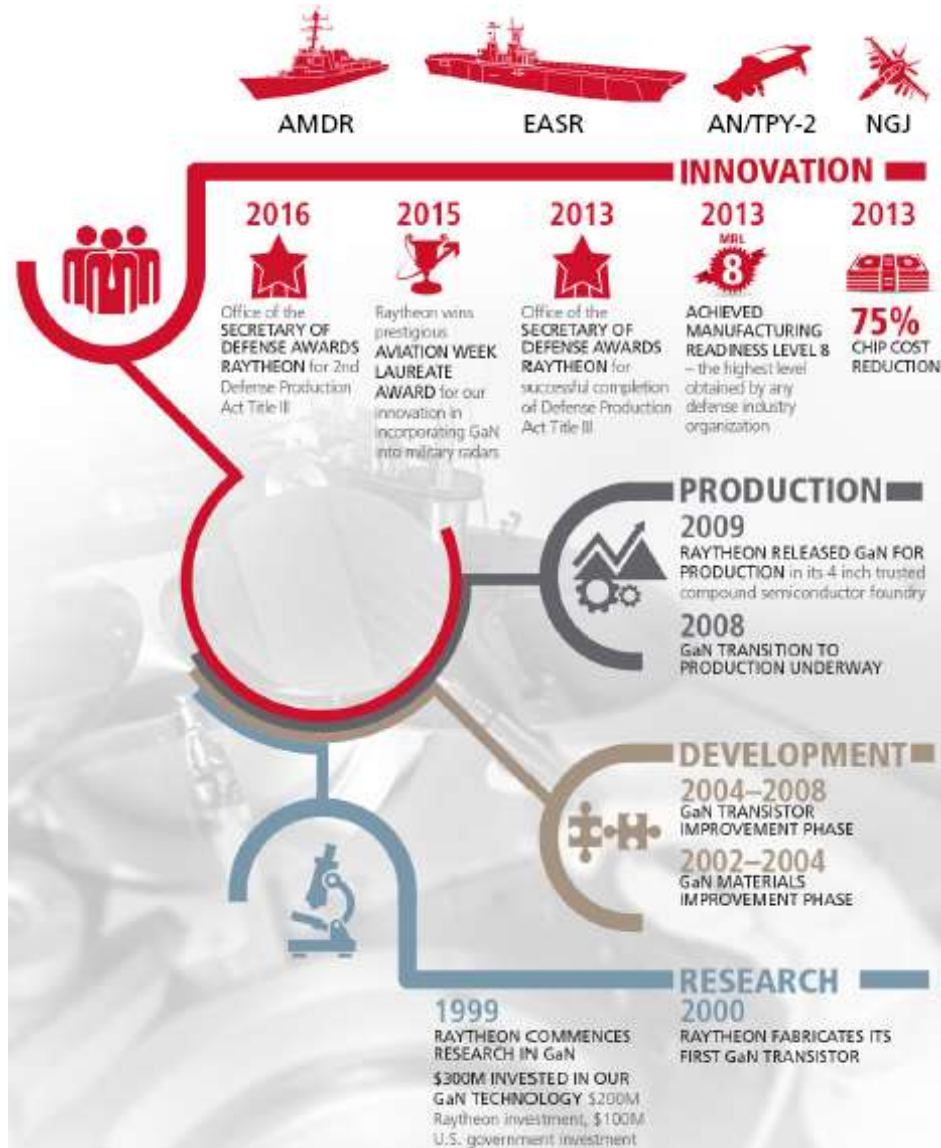 AMDR
EASR
AN/TPY-2
NGJ
INNOVATION
2016
Office of the
SECRETARY OF
DEFENSE AWARDS
RAYTHEON for 2nd
Defense Production
Act Title III
2015
Raytheon wins
prestigious
AVIATION WEEK
LAUREATE
AWARD for our
innovation in
incorporating GaN
into military radars
2013
Office of the
SECRETARY OF
DEFENSE AWARDS
RAYTHEON for
successful completion
of Defense Production
Act Title III
2013
MRL
8
ACHIEVED
MANUFACTURING
READINESS LEVEL 8
– the highest level
obtained by any
defense industry
organization
2013
75%
CHIP COST
REDUCTION
PRODUCTION
2009
RAYTHEON RELEASED GaN FOR
PRODUCTION in its 4 inch trusted
compound semiconductor foundry
2008
GaN TRANSITION TO
PRODUCTION UNDERWAY
DEVELOPMENT
2004–2008
GaN TRANSISTOR
IMPROVEMENT PHASE
2002–2004
GaN MATERIALS
IMPROVEMENT PHASE
RESEARCH
1999
RAYTHEON COMMENCES
RESEARCH IN GaN
$300M INVESTED IN OUR
GaN TECHNOLOGY $200M
Raytheon investment, $100M
U.S. government investment
2000
RAYTHEON FABRICATES ITS
FIRST GaN TRANSISTOR